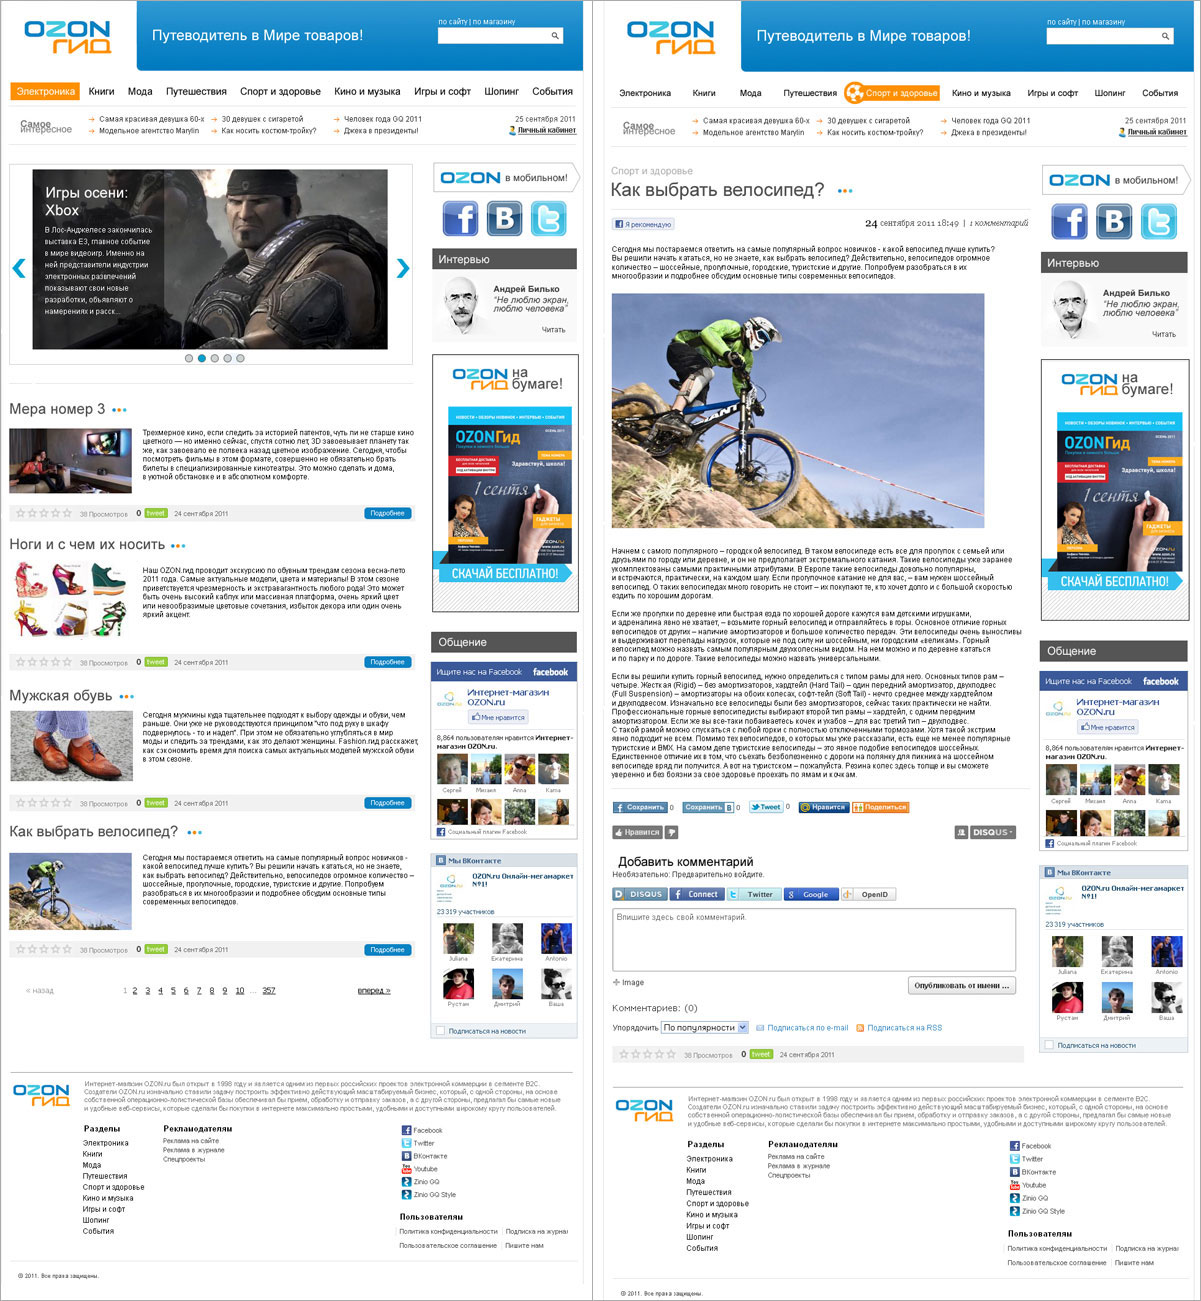 OZON
ГИД
Путеводитель в Мире товаров!
по сайту | по магазину
Электроника Книги Мода Путешествия Спорт и здоровье Кино и музыка Игры и софт Шопинг События
Самое
интересное
Самая красивая девушка 60-х 30 девушек с сигаретой Человек года GQ 2011
Модельное агентство Marylin Как носить костюм-тройку? Джека в президенты!
25 сентября 2011
Личный кабинет
Игры осени:
Xbox
В Лос-Анджелесе закончилась
выставка E3, главное событие
в мире видеоигр. Именно на
ней представители индустрии
электронных развлечений
показывают свои новые
разработки, объявляют о
намерениях и расск...
Мера номер 3
Трехмерное кино, если следить за историей патентов, чуть ли не старше кино
цветного — но именно сейчас, спустя сотню лет, 3D завоевывает планету так
же, как завоевало ее полвека назад цветное изображение. Сегодня, чтобы
посмотреть фильмы в этом формате, совершенно не обязательно брать
билеты в специализированные кинотеатры. Это можно сделать и дома,
в уютной обстановке и в абсолютном комфорте.
38 Просмотров 0 tweet 24 сентября 2011 Подробнее
Ноги и с чем их носить
Наш OZON.гид проводит экскурсию по обувным трендам сезона весна-лето
2011 года. Самые актуальные модели, цвета и материалы! В этом сезоне
приветствуется чрезмерность и экстравагантность любого рода! Это может
быть очень высокий каблук или массивная платформа, очень яркий цвет
или невообразимые цветовые сочетания, избыток декора или один очень
яркий акцент.
38 Просмотров 0 tweet 24 сентября 2011 Подробнее
Мужская обувь
Сегодня мужчины куда тщательнее подходят к выбору одежды и обуви, чем
раньше. Они уже не руководствуются принципом "что под руку в шкафу
подвернулось - то и надел". При этом не обязательно углубляться в мир
моды и следить за трендами, как это делают женщины. Fashion.гид расскажет,
как сэкономить время для поиска самых актуальных моделей мужской обуви
в этом сезоне.
38 Просмотров 0 tweet 24 сентября 2011 Подробнее
Как выбрать велосипед?
Сегодня мы постараемся ответить на самые популярный вопрос новичков -
какой велосипед лучше купить? Вы решили начать кататься, но не знаете,
как выбрать велосипед? Действительно, велосипедов огромное количество –
шоссейные, прогулочные, городские, туристские и другие. Попробуем
разобраться в их многообразии и подробнее обсудим основные типы
современных велосипедов.
38 Просмотров 0 tweet 24 сентября 2011 Подробнее
« назад 1 2 3 4 5 6 7 8 9 10 ... 357 вперед »
OZON в мобильном!
Интервью
Андрей Билько
"Не люблю экран,
люблю человека"
Читать
OZON ГИД на бумаге!
НОВОСТИ • ОБЗОРЫ НОВИНОК • ИНТЕРВЬЮ • СОБЫТИЯ
OZONГид
Здравствуй, школа!
1 сентя
ГАДЖЕТЫ
СКАЧАЙ БЕСПЛАТНО!
Общение
Ищите нас на Facebook facebook
Интернет-магазин
OZON.ru
Мне нравится
8,864 пользователям нравится Интернет-
магазин OZON.ru.
Сергей Михаил Anna Kama
Социальный плагин Facebook
Мы ВКонтакте
OZON.ru Онлайн-мегамаркет
№1!
23 319 участников
Juliana Екатерина Antonio
Рустам Дмитрий Ваша
Подписаться на новости
OZON
ГИД
Интернет-магазин OZON.ru был открыт в 1998 году и является одним из первых российских проектов электронной коммерции в сегменте B2C.
Создатели OZON.ru изначально ставили задачу построить эффективно действующий масштабируемый бизнес, который, с одной стороны, на основе
собственной операционно-логистической базы обеспечивал бы прием, обработку и отправку заказов, а с другой стороны, предлагал бы самые новые
и удобные веб-сервисы, которые сделали бы покупки в интернете максимально простыми, удобными и доступными широкому кругу пользователей.
Разделы
Электроника
Книги
Мода
Путешествия
Спорт и здоровье
Кино и музыка
Игры и софт
Шопинг
События
Рекламодателям
Реклама на сайте
Реклама в журнале
Спецпроекты
Facebook
Twitter
ВКонтакте
Youtube
Zinio GQ
Zinio GQ Style
Пользователям
Политика конфиденциальности Подписка на журнал
Пользовательское соглашение Пишите нам
© 2011. Все права защищены.
OZON
ГИД
Путеводитель в Мире товаров!
по сайту | по магазину
Электроника Книги Мода Путешествия Спорт и здоровье Кино и музыка Игры и софт Шопинг События
Самое
интересное
Самая красивая девушка 60-х 30 девушек с сигаретой Человек года GQ 2011
Модельное агентство Marylin Как носить костюм-тройку? Джека в президенты!
25 сентября 2011
Личный кабинет
Спорт и здоровье
Как выбрать велосипед?
Я рекомендую
24 сентября 2011 18:49 | 1 комментарий
Сегодня мы постараемся ответить на самые популярный вопрос новичков - какой велосипед лучше купить?
Вы решили начать кататься, но не знаете, как выбрать велосипед? Действительно, велосипедов огромное
количество – шоссейные, прогулочные, городские, туристские и другие. Попробуем разобраться в их
многообразии и подробнее обсудим основные типы современных велосипедов.
GIANT
Начнем с самого популярного – городской велосипед. В таком велосипеде есть все для прогулок с семьей или
друзьями по городу или деревне, и он не предполагает экстремального катания. Такие велосипеды уже заранее
укомплектованы самыми практичными атрибутами. В Европе такие велосипеды довольно популярны,
и встречаются, практически, на каждом шагу. Если прогулочное катание не для вас, – вам нужен шоссейный
велосипед. О таких велосипедах много говорить не стоит – их покупают те, кто хочет долго и с большой скоростью
ездить по хорошим дорогам.
Если же прогулки по деревне или быстрая езда по хорошей дороге кажутся вам детскими игрушками,
и адреналина явно не хватает, – возьмите горный велосипед и отправляйтесь в горы. Основное отличие горных
велосипедов от других – наличие амортизаторов и большое количество передач. Эти велосипеды очень выносливы
и выдерживают перепады нагрузок, которые не под силу ни шоссейным, ни городским «великам». Горный
велосипед можно назвать самым популярным двухколесным видом. На нем можно и по деревне кататься
и по парку и по дороге. Такие велосипеды можно назвать универсальными.
Если вы решили купить горный велосипед, нужно определиться с типом рамы для него. Основных типов рам –
четыре. Жесткая (Rigid) – без амортизаторов, хардтейл (Hard Tail) – один передний амортизатор, двухподвес
(Full Suspension) – амортизаторы на обоих колесах, софт-тейл (Soft Tail) - нечто среднее между хардтейлом
и двухподвесом. Изначально все велосипеды были без амортизаторов, сейчас таких практически не найти.
Профессиональные горные велосипедисты выбирают второй тип рамы – хардтейл, с одним передним
амортизатором. Если же вы все-таки побаиваетесь кочек и ухабов – для вас третий тип – двухподвес.
С такой рамой можно спускаться с любой горки с полностью отключенными тормозами. Хотя такой экстрим
явно подходит не всем. Помимо тех велосипедов, о которых мы уже рассказали, есть еще не менее популярные
туристские и BMX. На самом деле туристские велосипеды – это явное подобие велосипедов шоссейных.
Единственное отличие их в том, что съехать безболезненно с дороги на полянку для пикника на шоссейном
велосипеде вряд ли получится. А вот на туристском – пожалуйста. Резина колес здесь толще и вы сможете
уверенно и без боязни за свое здоровье проехать по ямам и кочкам.
Сохранить 0 Сохранить 0 Tweet 0 Нравится Поделиться
Нравится DISQUS
Добавить комментарий
Необязательно: Предварительно войдите.
DISQUS Connect Twitter Google OpenID
Впишите здесь свой комментарий.
Image Опубликовать от имени ...
Комментариев: (0)
Упорядочить По популярности Подписаться по e-mail Подписаться на RSS
38 Просмотров 0 tweet 24 сентября 2011
OZON в мобильном!
Интервью
Андрей Билько
"Не люблю экран,
люблю человека"
Читать
OZON ГИД на бумаге!
НОВОСТИ • ОБЗОРЫ НОВИНОК • ИНТЕРВЬЮ • СОБЫТИЯ
OZONГид
Здравствуй, школа!
1 сентя
ГАДЖЕТЫ
СКАЧАЙ БЕСПЛАТНО!
Общение
Ищите нас на Facebook facebook
Интернет-магазин
OZON.ru
Мне нравится
8,864 пользователям нравится Интернет-
магазин OZON.ru.
Сергей Михаил Anna Kama
Социальный плагин Facebook
Мы ВКонтакте
OZON.ru Онлайн-мегамаркет
№1!
23 319 участников
Juliana Екатерина Antonio
Рустам Дмитрий Ваша
Подписаться на новости
OZON
ГИД
Интернет-магазин OZON.ru был открыт в 1998 году и является одним из первых российских проектов электронной коммерции в сегменте B2C.
Создатели OZON.ru изначально ставили задачу построить эффективно действующий масштабируемый бизнес, который, с одной стороны, на основе
собственной операционно-логистической базы обеспечивал бы прием, обработку и отправку заказов, а с другой стороны, предлагал бы самые новые
и удобные веб-сервисы, которые сделали бы покупки в интернете максимально простыми, удобными и доступными широкому кругу пользователей.
Разделы
Электроника
Книги
Мода
Путешествия
Спорт и здоровье
Кино и музыка
Игры и софт
Шопинг
События
Рекламодателям
Реклама на сайте
Реклама в журнале
Спецпроекты
Facebook
Twitter
ВКонтакте
Youtube
Zinio GQ
Zinio GQ Style
Пользователям
Политика конфиденциальности Подписка на журнал
Пользовательское соглашение Пишите нам
© 2011. Все права защищены.